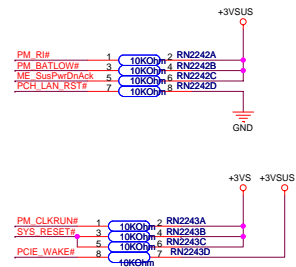 +3VSUS
PM_RI# 1 10KOhm 2 RN2242A
PM_BATLOW# 3 10KOhm 4 RN2242B
ME_SusPwrDnAck 5 10KOhm 6 RN2242C
PCH_LAN_RST# 7 10KOhm 8 RN2242D
GND
+3VS +3VSUS
PM_CLKRUN# 1 10KOhm 2 RN2243A
SYS_RESET# 3 10KOhm 4 RN2243B
5 10KOhm 6 RN2243C
PCIE_WAKE# 8 10KOhm 7 RN2243D